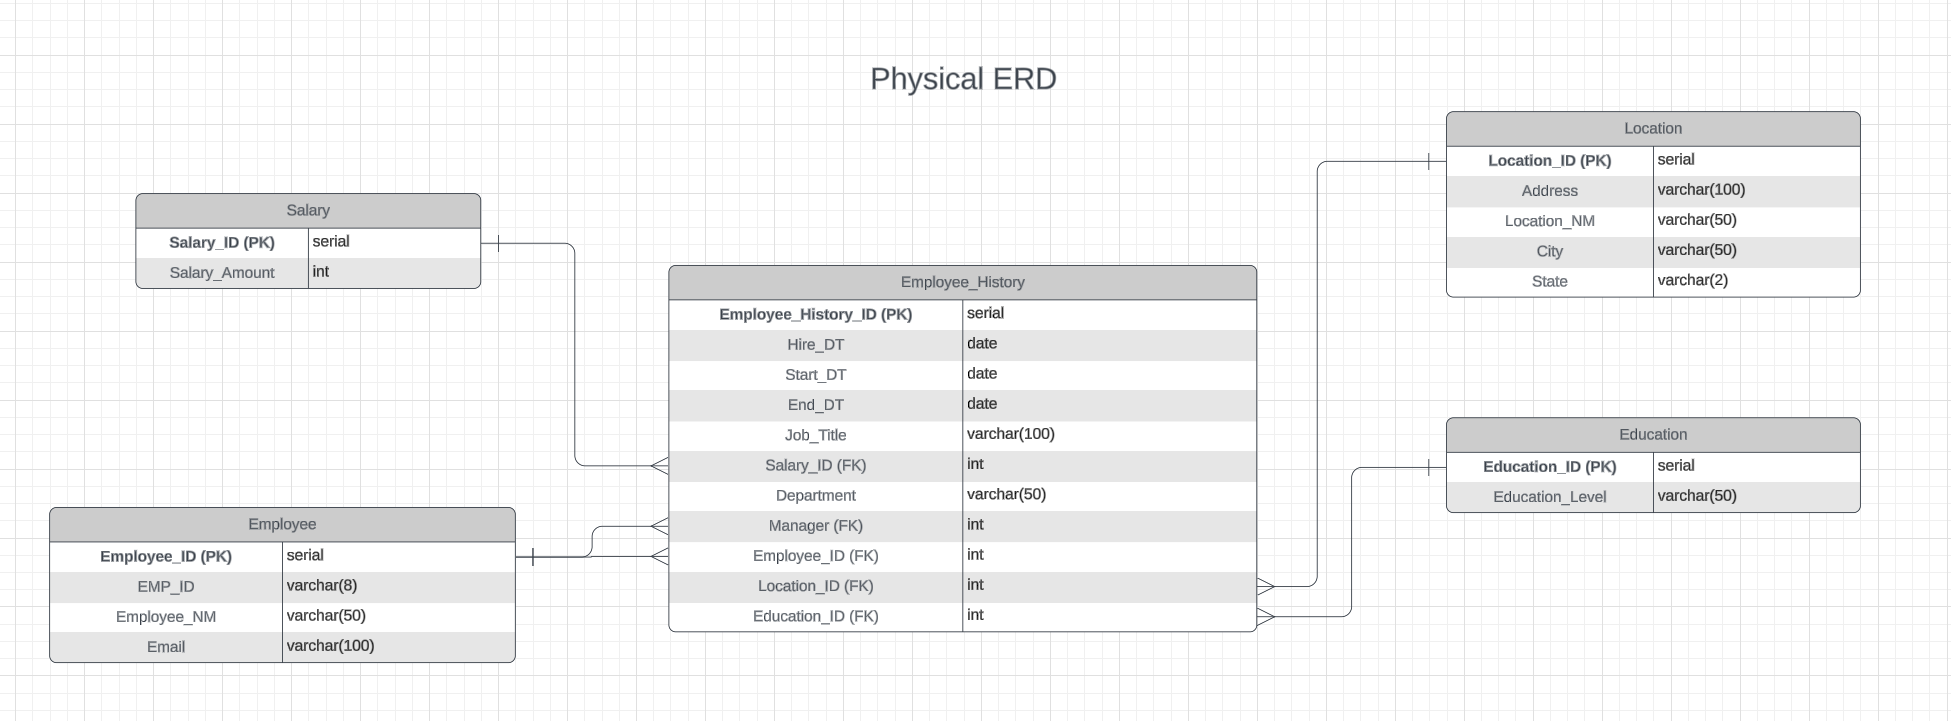 Physical ERD
Salary
Salary_ID (PK) serial
Salary_Amount int
Employee
Employee_ID (PK) serial
EMP_ID varchar(8)
Employee_NM varchar(50)
Email varchar(100)
Employee_History
Employee_History_ID (PK) serial
Hire_DT date
Start_DT date
End_DT date
Job_Title varchar(100)
Salary_ID (FK) int
Department varchar(50)
Manager (FK) int
Employee_ID (FK) int
Location_ID (FK) int
Education_ID (FK) int
Location
Location_ID (PK) serial
Address varchar(100)
Location_NM varchar(50)
City varchar(50)
State varchar(2)
Education
Education_ID (PK) serial
Education_Level varchar(50)